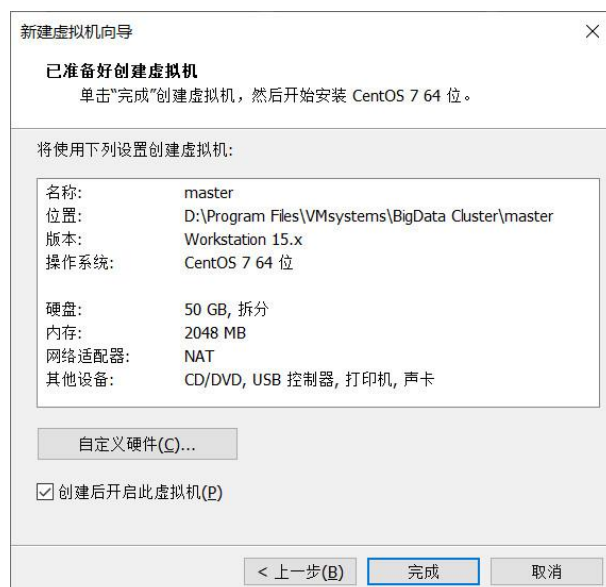 新建虚拟机向导
已准备好创建虚拟机
单击“完成”创建虚拟机，然后开始安装 CentOS 7 64 位。
将使用下列设置创建虚拟机:
名称: master
位置: D:\Program Files\VMsystems\BigData Cluster\master
版本: Workstation 15.x
操作系统: CentOS 7 64 位
硬盘: 50 GB, 拆分
内存: 2048 MB
网络适配器: NAT
其他设备: CD/DVD, USB 控制器, 打印机, 声卡
自定义硬件(C)...
创建后开启此虚拟机(P)
< 上一步(B) 完成 取消